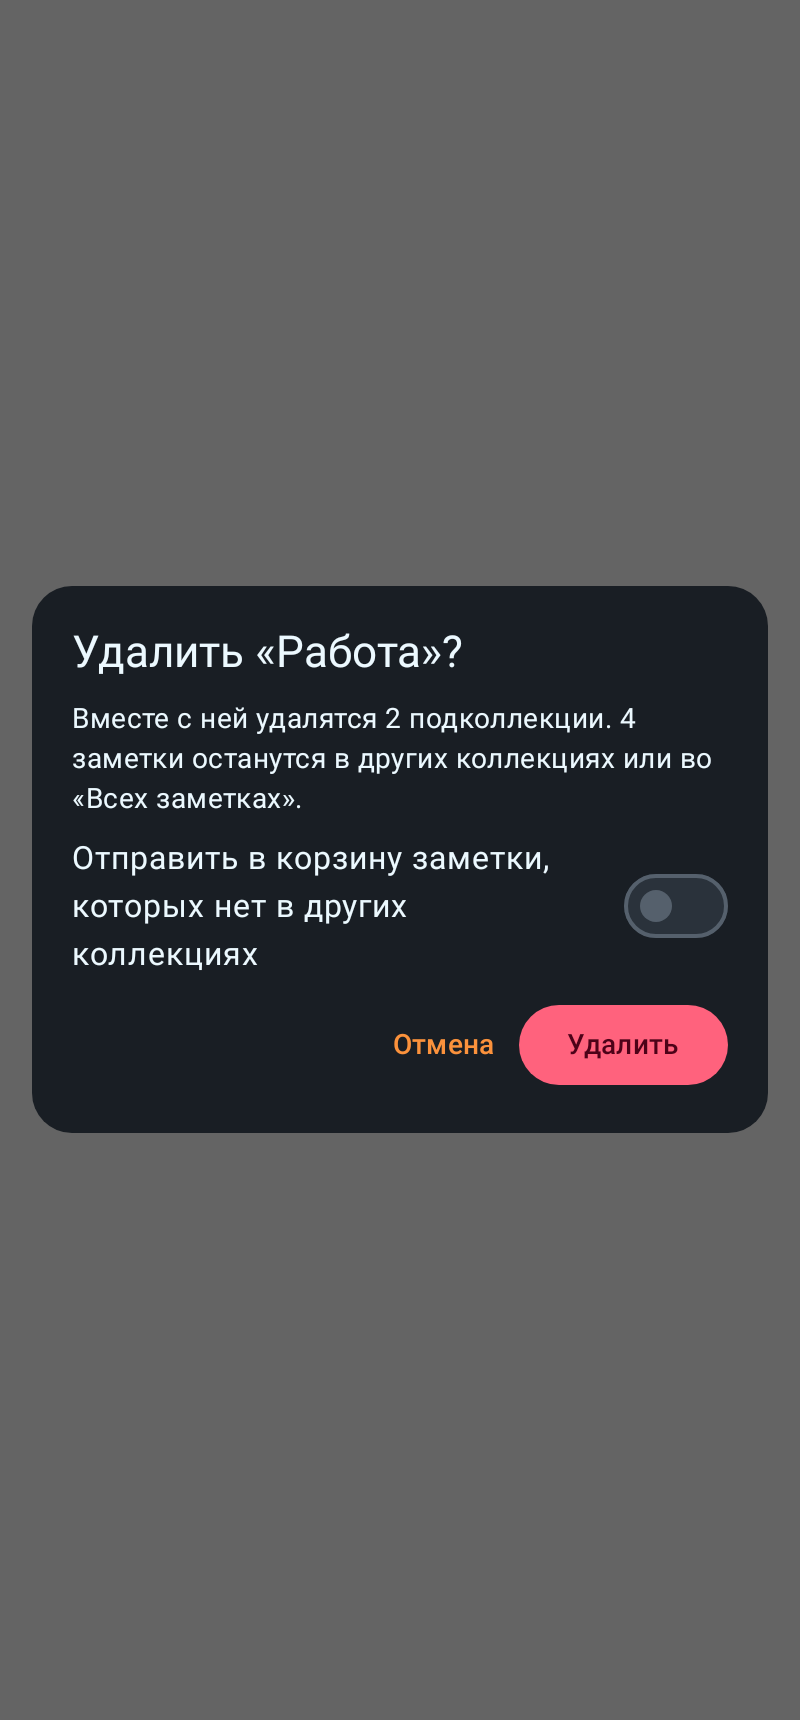 Удалить «Работа»?
Вместе с ней удалятся 2 подколлекции. 4
заметки останутся в других коллекциях или во
«Всех заметках».
Отправить в корзину заметки,
которых нет в других
коллекциях
Отмена
Удалить